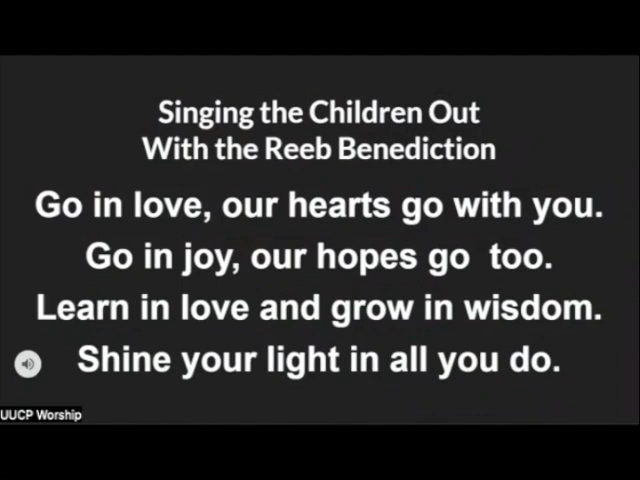 Singing the Children Out
With the Reeb Benediction
Go in love, our hearts go with you.
Go in joy, our hopes go  too.
Learn in love and grow in wisdom.
Shine your light in all you do.
UUCP Worship